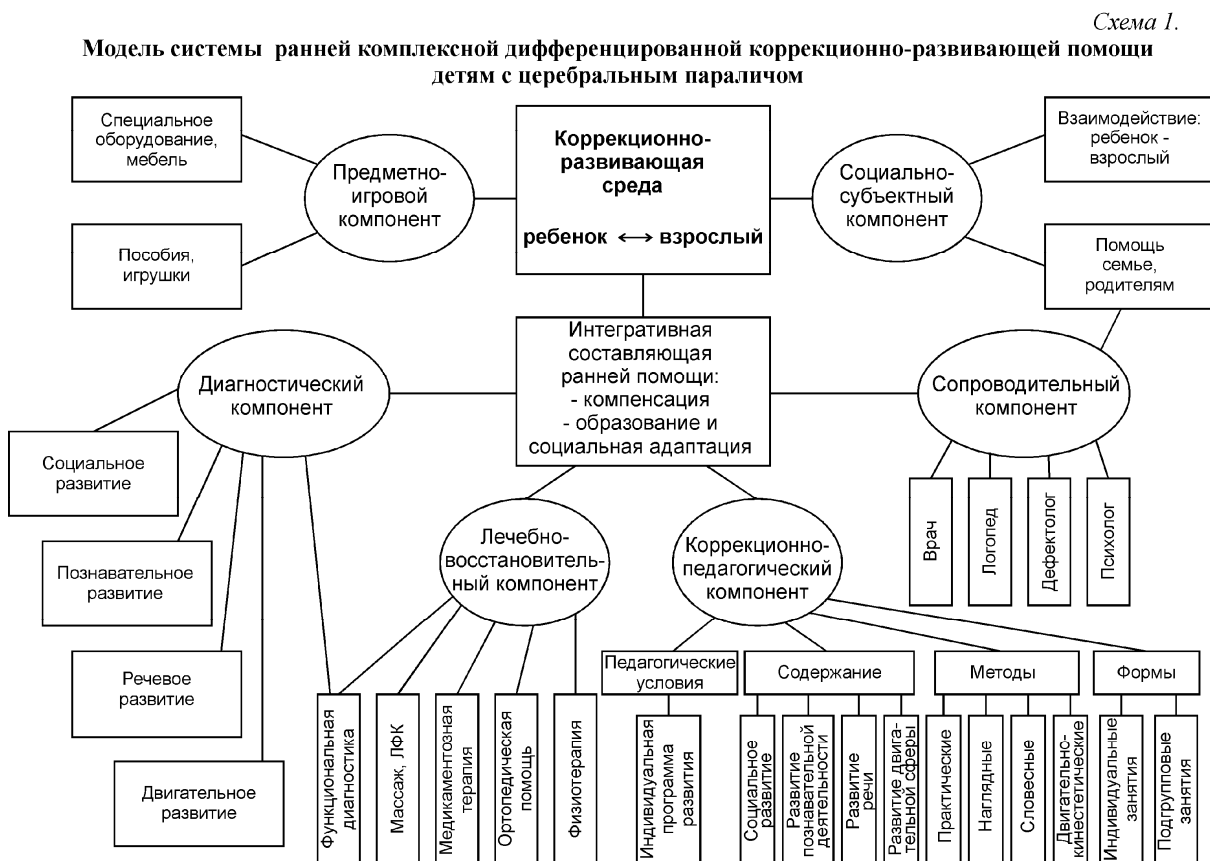 Схема 1.
Модель системы ранней комплексной дифференцированной коррекционно-развивающей помощи
детям с церебральным параличом
Специальное
оборудование,
мебель
Предметно-
игровой
компонент
Пособия,
игрушки
Коррекционно-
развивающая
среда
ребенок ↔ взрослый
Социально-
субъектный
компонент
Взаимодействие:
ребенок -
взрослый
Помощь
семье,
родителям
Интегративная
составляющая
ранней помощи:
- компенсация
- образование и
социальная адаптация
Диагностический
компонент
Социальное
развитие
Познавательное
развитие
Речевое
развитие
Двигательное
развитие
Сопроводительный
компонент
Врач
Логопед
Дефектолог
Психолог
Лечебно-
восстановитель-
ный компонент
Функциональная
диагностика
Массаж, ЛФК
Медикаментозная
терапия
Ортопедическая
помощь
Физиотерапия
Коррекционно-
педагогический
компонент
Педагогические
условия
Индивидуальная
программа
развития
Содержание
Социальное
развитие
Развитие
познавательной
деятельности
Развитие
речи
Развитие двига-
тельной сферы
Методы
Практические
Наглядные
Словесные
Двигательно-
кинестетические
Формы
Индивидуальные
занятия
Подгрупповые
занятия